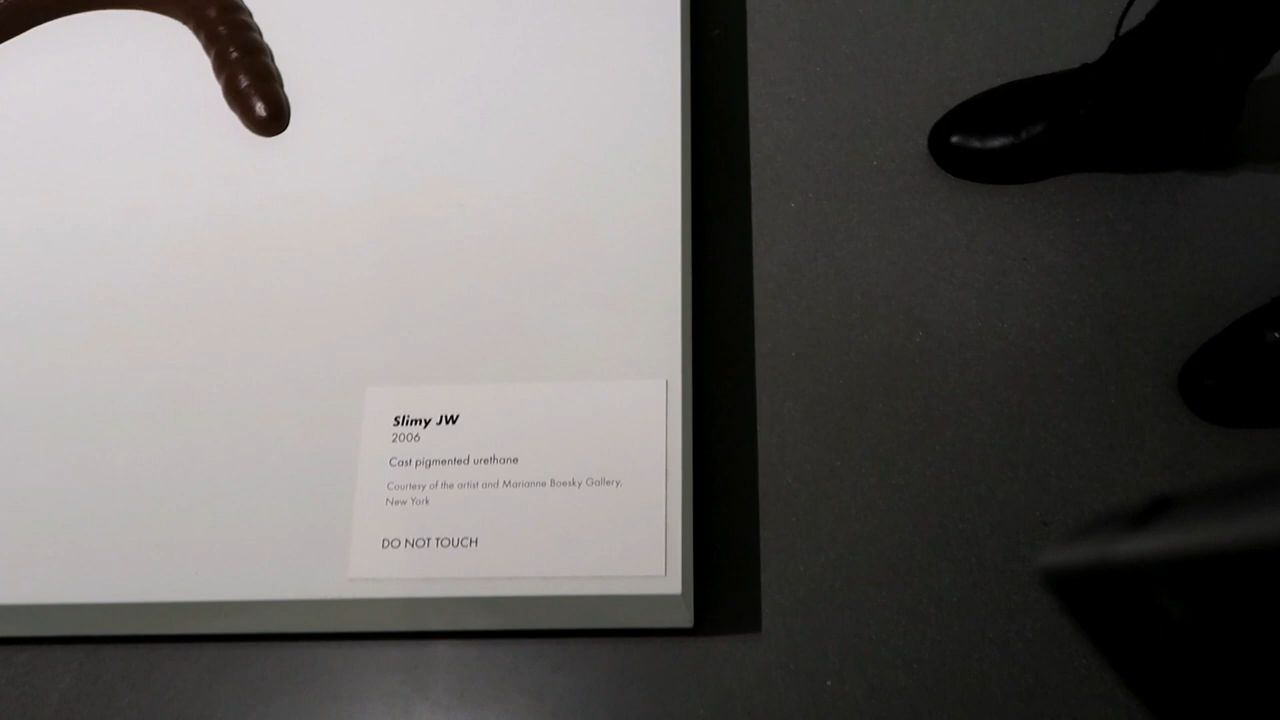 Slimy JW
2006
Cast pigmented urethane
Courtesy of the artist and Marianne Boesky Gallery,
New York
DO NOT TOUCH